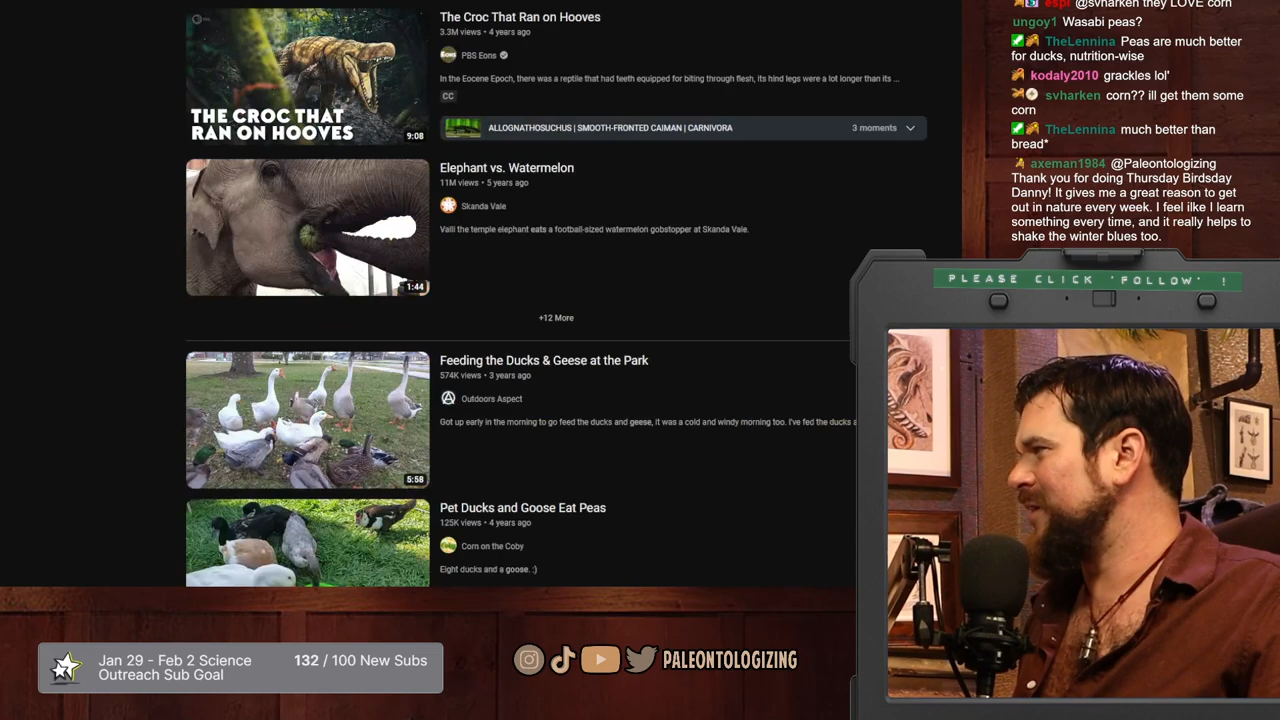 The Croc That Ran on Hooves
3.3M views • 4 years ago
PBS Eons
In the Eocene Epoch, there was a reptile that had teeth equipped for biting through flesh, its hind legs were a lot longer than its ...
CC
THE CROC THAT
RAN ON HOOVES
9:08
ALLOGNATHOSUCHUS | SMOOTH-FRONTED CAIMAN | CARNIVORA
3 moments
Elephant vs. Watermelon
11M views • 5 years ago
Skanda Vale
Valli the temple elephant eats a football-sized watermelon gobstopper at Skanda Vale.
1:44
+12 More
Feeding the Ducks & Geese at the Park
574K views • 3 years ago
Outdoors Aspect
Got up early in the morning to go feed the ducks and geese, it was a cold and windy morning too. I've fed the ducks a
5:58
Pet Ducks and Goose Eat Peas
125K views • 4 years ago
Corn on the Coby
Eight ducks and a goose. :)
espi @svharken they LOVE corn
ungoy1 Wasabi peas?
TheLennina Peas are much better
for ducks, nutrition-wise
kodaly2010 grackles lol'
svharken corn?? ill get them some
corn
TheLennina much better than
bread*
axeman1984 @Paleontologizing
Thank you for doing Thursday Birdsday
Danny! It gives me a great reason to get
out in nature every week. I feel ilke I learn
something every time, and it really helps to
shake the winter blues too.
PLEASE CLICK "FOLLOW" !
Jan 29 - Feb 2 Science
Outreach Sub Goal
132 / 100 New Subs
PALEONTOLOGIZING